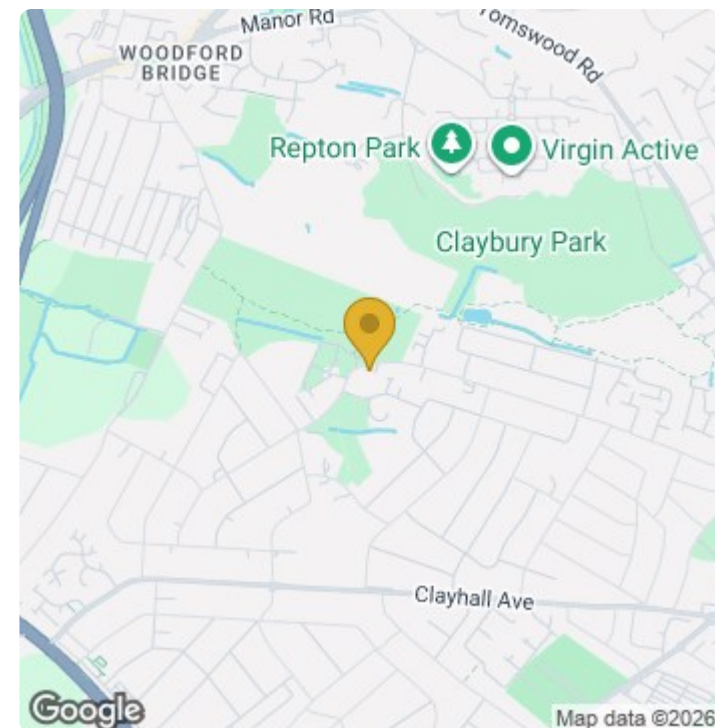 Manor Rd
Tomswood Rd
WOODFORD
BRIDGE
Repton Park
Virgin Active
Claybury Park
Clayhall Ave
Google
Map data ©2026